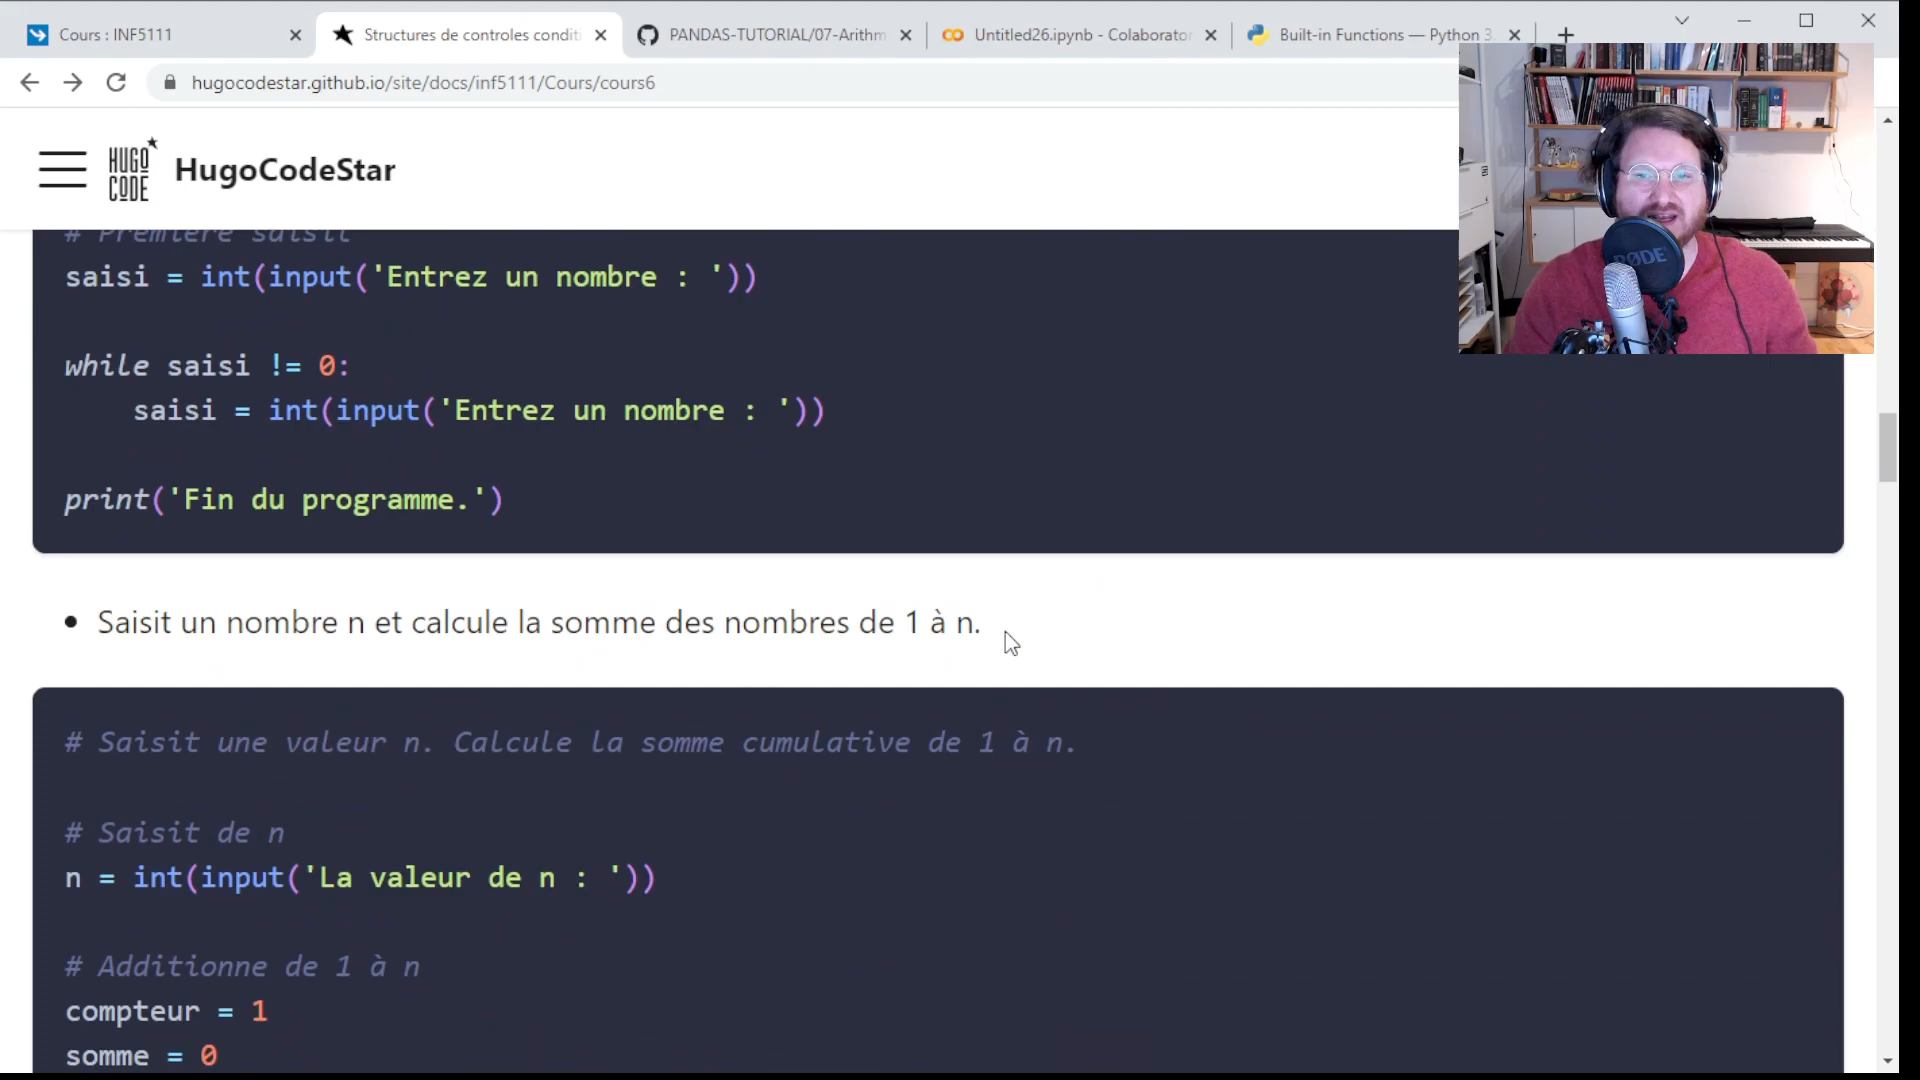 Cours : INF5111
Structures de controles condit
PANDAS-TUTORIAL/07-Arithm
Untitled26.ipynb - Colaborator
Built-in Functions — Python 3.
hugocodestar.github.io/site/docs/inf5111/Cours/cours6
HUGO CODE
HugoCodeStar
# Première saisit
saisi = int(input('Entrez un nombre : '))
while saisi != 0:
    saisi = int(input('Entrez un nombre : '))
print('Fin du programme.')
• Saisit un nombre n et calcule la somme des nombres de 1 à n.
# Saisit une valeur n. Calcule la somme cumulative de 1 à n.
# Saisit de n
n = int(input('La valeur de n : '))
# Additionne de 1 à n
compteur = 1
somme = 0
RØDE